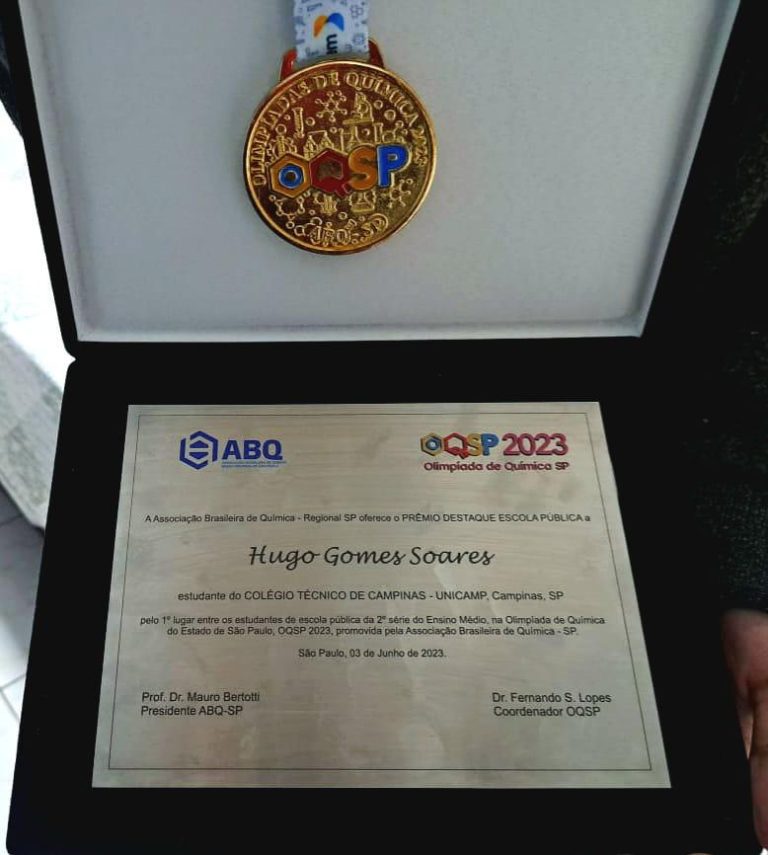 OLIMPÍADAS DE QUÍMICA 2023
OQSP
ABQ-SP
ABQ
OQSP 2023
Olimpíada de Química SP
A Associação Brasileira de Química - Regional SP oferece o PRÊMIO DESTAQUE ESCOLA PÚBLICA a
Hugo Gomes Soares
estudante do COLÉGIO TÉCNICO DE CAMPINAS - UNICAMP, Campinas, SP
pelo 1º lugar entre os estudantes de escola pública da 2ª série do Ensino Médio, na Olimpíada de Química
do Estado de São Paulo, OQSP 2023, promovida pela Associação Brasileira de Química - SP.
São Paulo, 03 de Junho de 2023.
Prof. Dr. Mauro Bertotti
Presidente ABQ-SP
Dr. Fernando S. Lopes
Coordenador OQSP